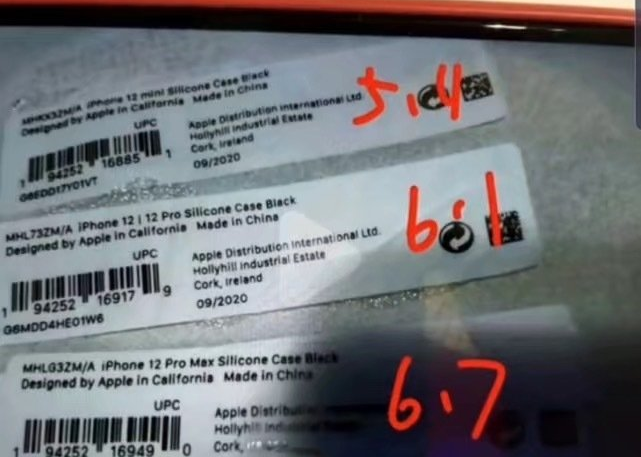 MHKX3ZM/A iPhone 12 mini Silicone Case Black
Designed by Apple in California Made in China
UPC
1 94252 16885 1
Apple Distribution International Ltd.
Hollyhill Industrial Estate
Cork, Ireland
09/2020
5.4
MHL73ZM/A iPhone 12 | 12 Pro Silicone Case Black
Designed by Apple in California Made in China
UPC
1 94252 16917 9
G6MDD4HE01W6
Apple Distribution International Ltd.
Hollyhill Industrial Estate
Cork, Ireland
09/2020
6.1
MHLG3ZM/A iPhone 12 Pro Max Silicone Case Black
Designed by Apple in California Made in China
UPC
1 94252 16949 0
Apple
Hollyhill
Cork,
6.7